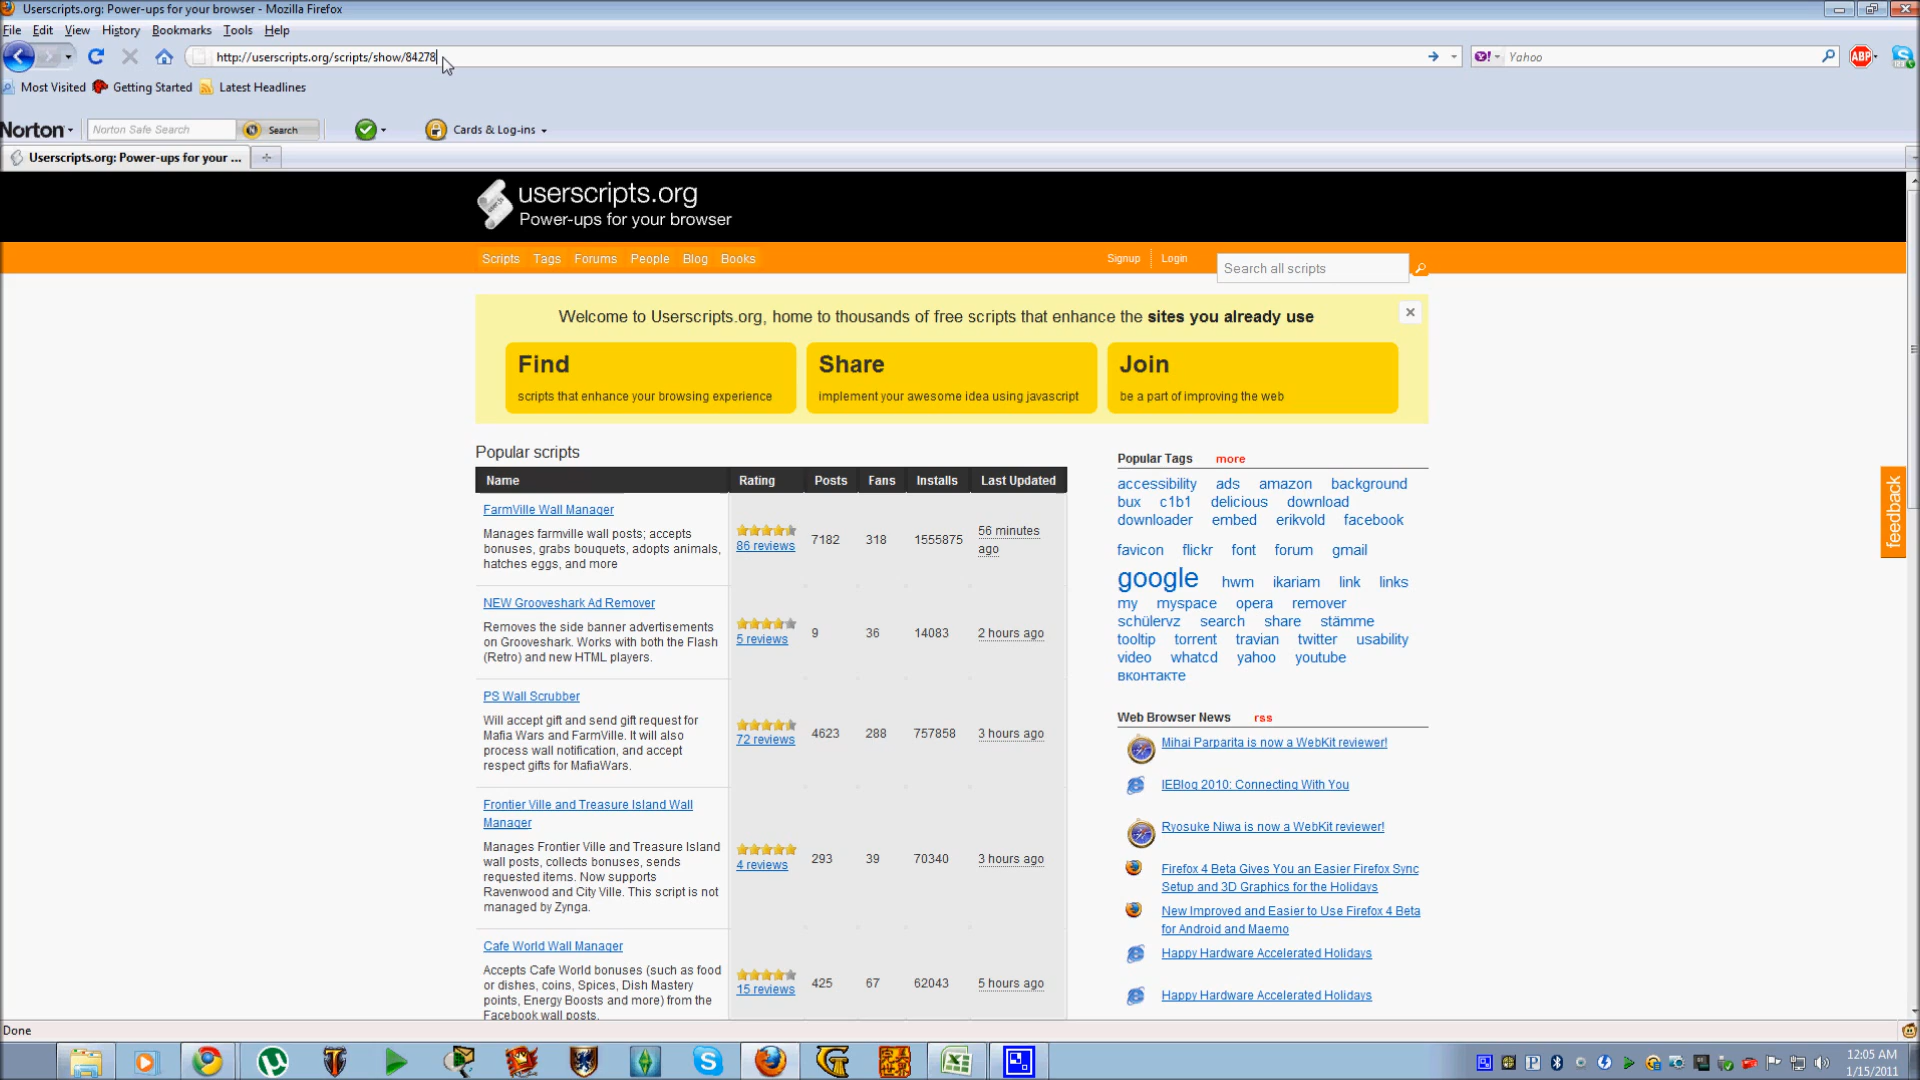 Userscripts.org: Power-ups for your browser - Mozilla Firefox
File Edit View History Bookmarks Tools Help
http://userscripts.org/scripts/show/84278
Yahoo
ABP
Most Visited Getting Started Latest Headlines
Norton
Norton Safe Search
Search
Cards & Log-ins
Userscripts.org: Power-ups for your ...
userscripts.org
Power-ups for your browser
Scripts Tags Forums People Blog Books
Signup Login
Search all scripts
Welcome to Userscripts.org, home to thousands of free scripts that enhance the sites you already use
Find
scripts that enhance your browsing experience
Share
implement your awesome idea using javascript
Join
be a part of improving the web
Popular scripts
Name Rating Posts Fans Installs Last Updated
FarmVille Wall Manager
Manages farmville wall posts; accepts
bonuses, grabs bouquets, adopts animals,
hatches eggs, and more
86 reviews
7182 318 1555875
56 minutes
ago
NEW Grooveshark Ad Remover
Removes the side banner advertisements
on Grooveshark. Works with both the Flash
(Retro) and new HTML players.
5 reviews
9 36 14083 2 hours ago
PS Wall Scrubber
Will accept gift and send gift request for
Mafia Wars and FarmVille. It will also
process wall notification, and accept
respect gifts for MafiaWars.
72 reviews
4623 288 757858 3 hours ago
Frontier Ville and Treasure Island Wall
Manager
Manages Frontier Ville and Treasure Island
wall posts, collects bonuses, sends
requested items. Now supports
Ravenwood and City Ville. This script is not
managed by Zynga.
4 reviews
293 39 70340 3 hours ago
Cafe World Wall Manager
Accepts Cafe World bonuses (such as food
or dishes, coins, Spices, Dish Mastery
points, Energy Boosts and more) from the
Facebook wall posts.
15 reviews
425 67 62043 5 hours ago
Popular Tags more
accessibility ads amazon background
bux c1b1 delicious download
downloader embed erikvold facebook
favicon flickr font forum gmail
google hwm ikariam link links
my myspace opera remover
schülervz search share stämme
tooltip torrent travian twitter usability
video whatcd yahoo youtube
вконтакте
Web Browser News rss
Mihai Parparita is now a WebKit reviewer!
IEBlog 2010: Connecting With You
Ryosuke Niwa is now a WebKit reviewer!
Firefox 4 Beta Gives You an Easier Firefox Sync
Setup and 3D Graphics for the Holidays
New Improved and Easier to Use Firefox 4 Beta
for Android and Maemo
Happy Hardware Accelerated Holidays
Happy Hardware Accelerated Holidays
feedback
Done
12:05 AM
1/15/2011